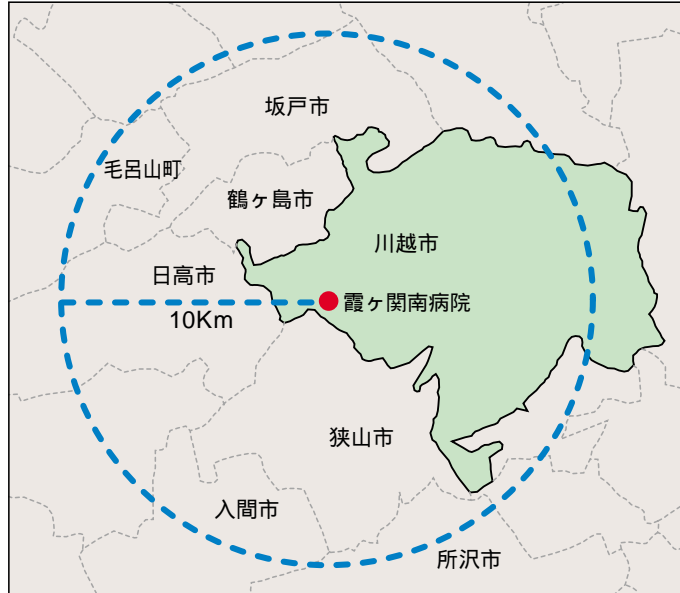 坂戸市
毛呂山町
鶴ヶ島市
川越市
日高市
霞ヶ関南病院
10Km
狭山市
入間市
所沢市